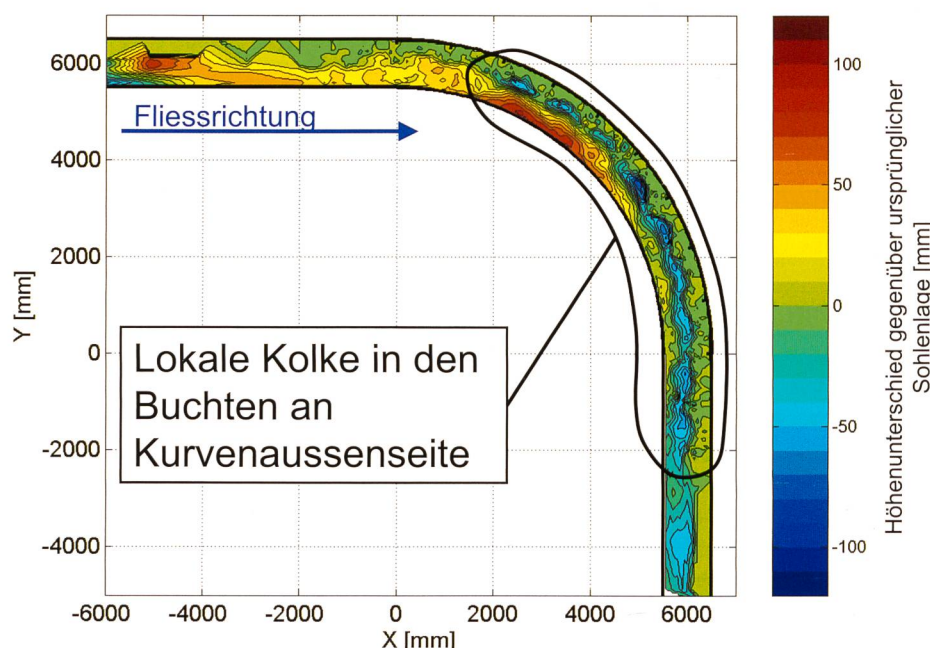 Fliessrichtung
Lokale Kolke in den
Buchten an
Kurvenaussenseite
6000
4000
2000
0
-2000
-4000
Y [mm]
-6000
-4000
-2000
0
2000
4000
6000
X [mm]
100
50
0
-50
-100
Höhenunterschied gegenüber ursprünglicher
Sohlenlage [mm]